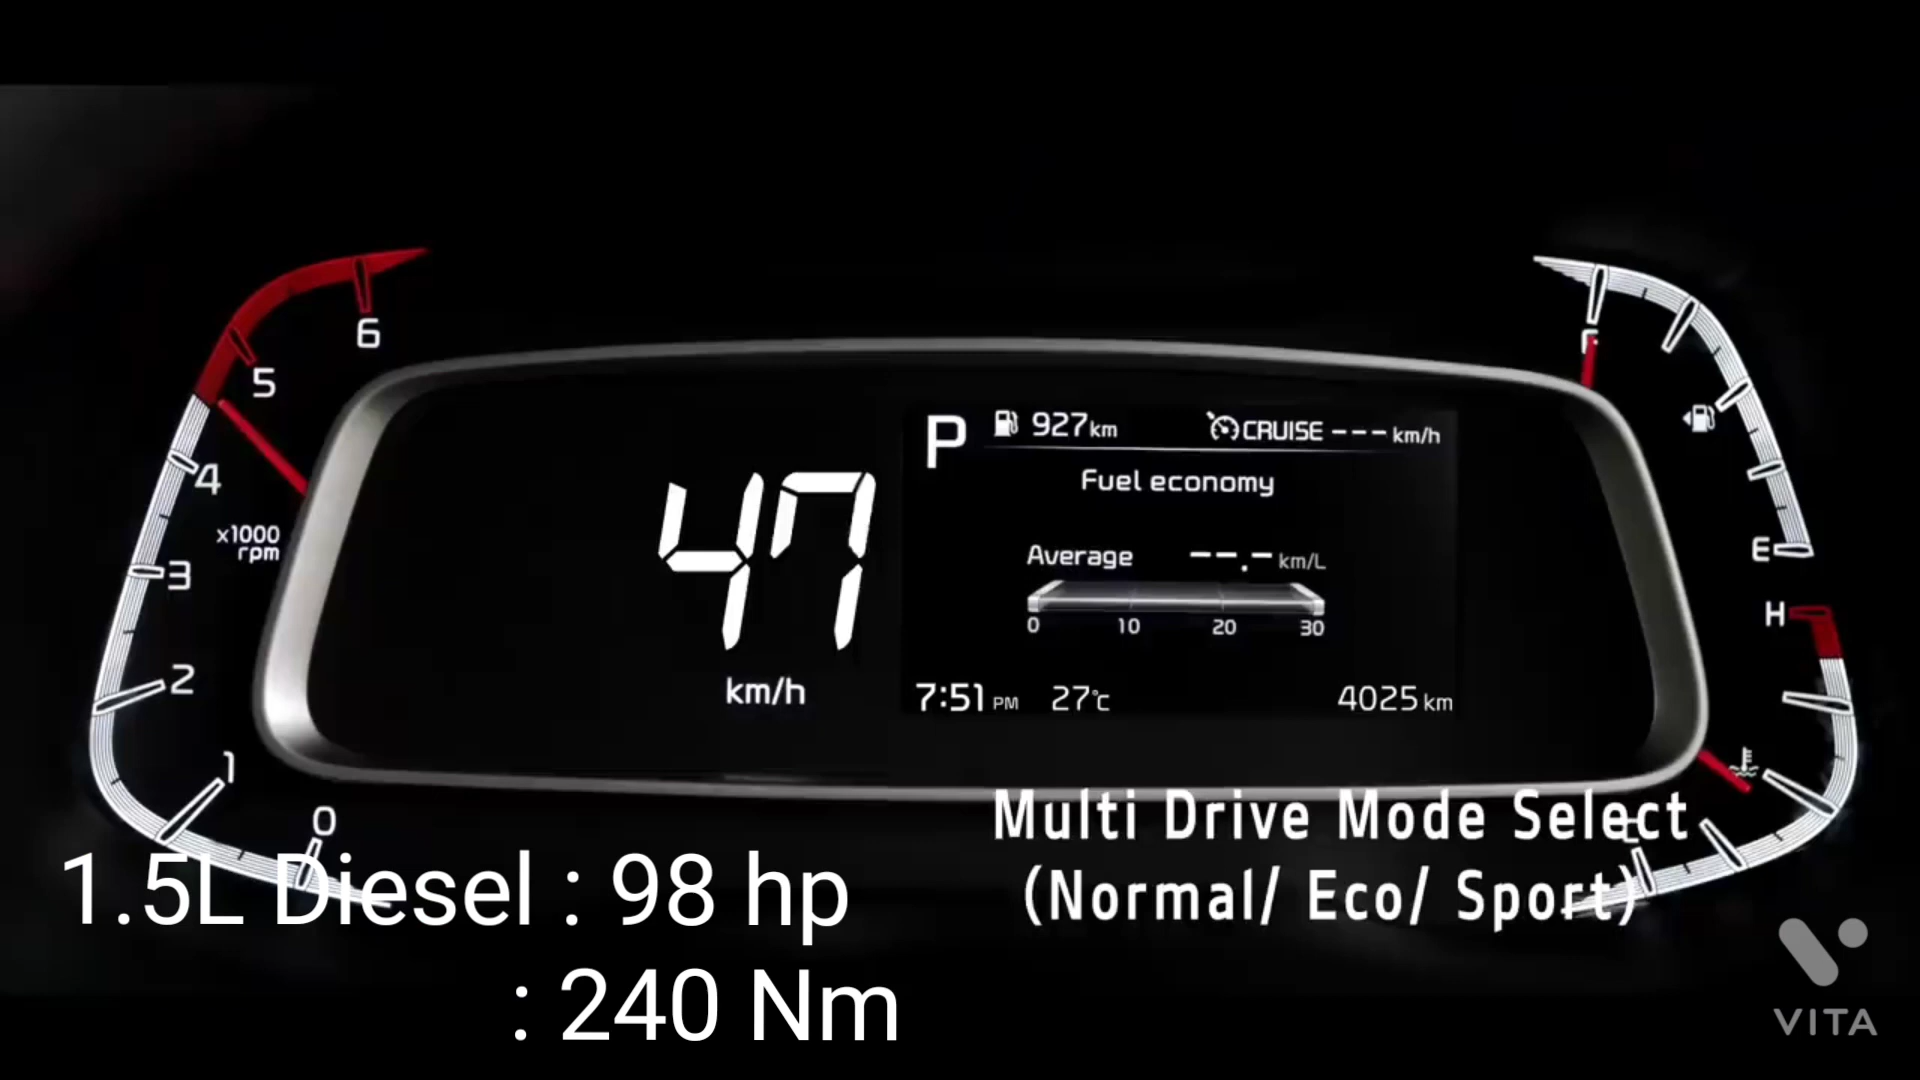 6
5
4
x1000
rpm
3
2
1
0
47
km/h
P
927km
CRUISE ---km/h
Fuel economy
Average --.- km/L
0 10 20 30
7:51 PM 27°C 4025 km
F
E
H
C
Multi Drive Mode Select
(Normal/ Eco/ Sport)
1.5L Diesel : 98 hp
: 240 Nm
VITA